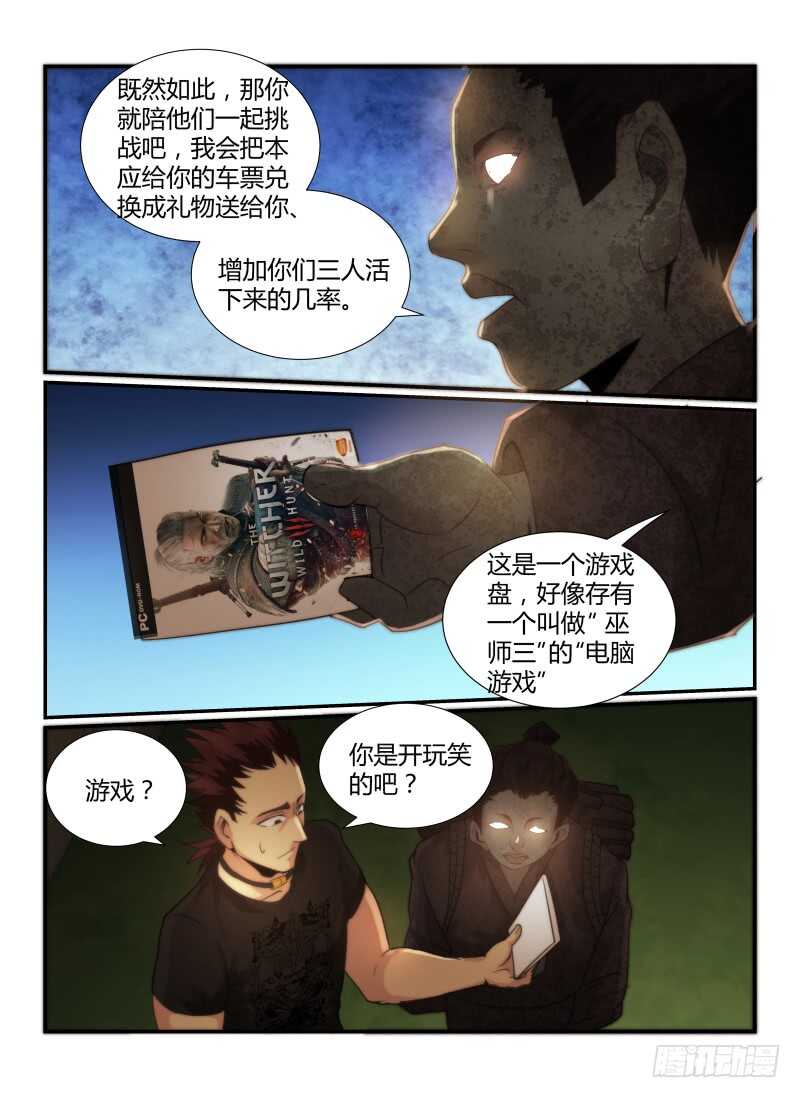 既然如此，那你
就陪他们一起挑
战吧，我会把本
应给你的车票兑
换成礼物送给你、
增加你们三人活
下来的几率。
THE
WITCHER
WILD HUNT
PC DVD-ROM
这是一个游戏
盘，好像存有
一个叫做“巫
师三”的“电脑
游戏”
游戏？
你是开玩笑
的吧？
腾讯动漫